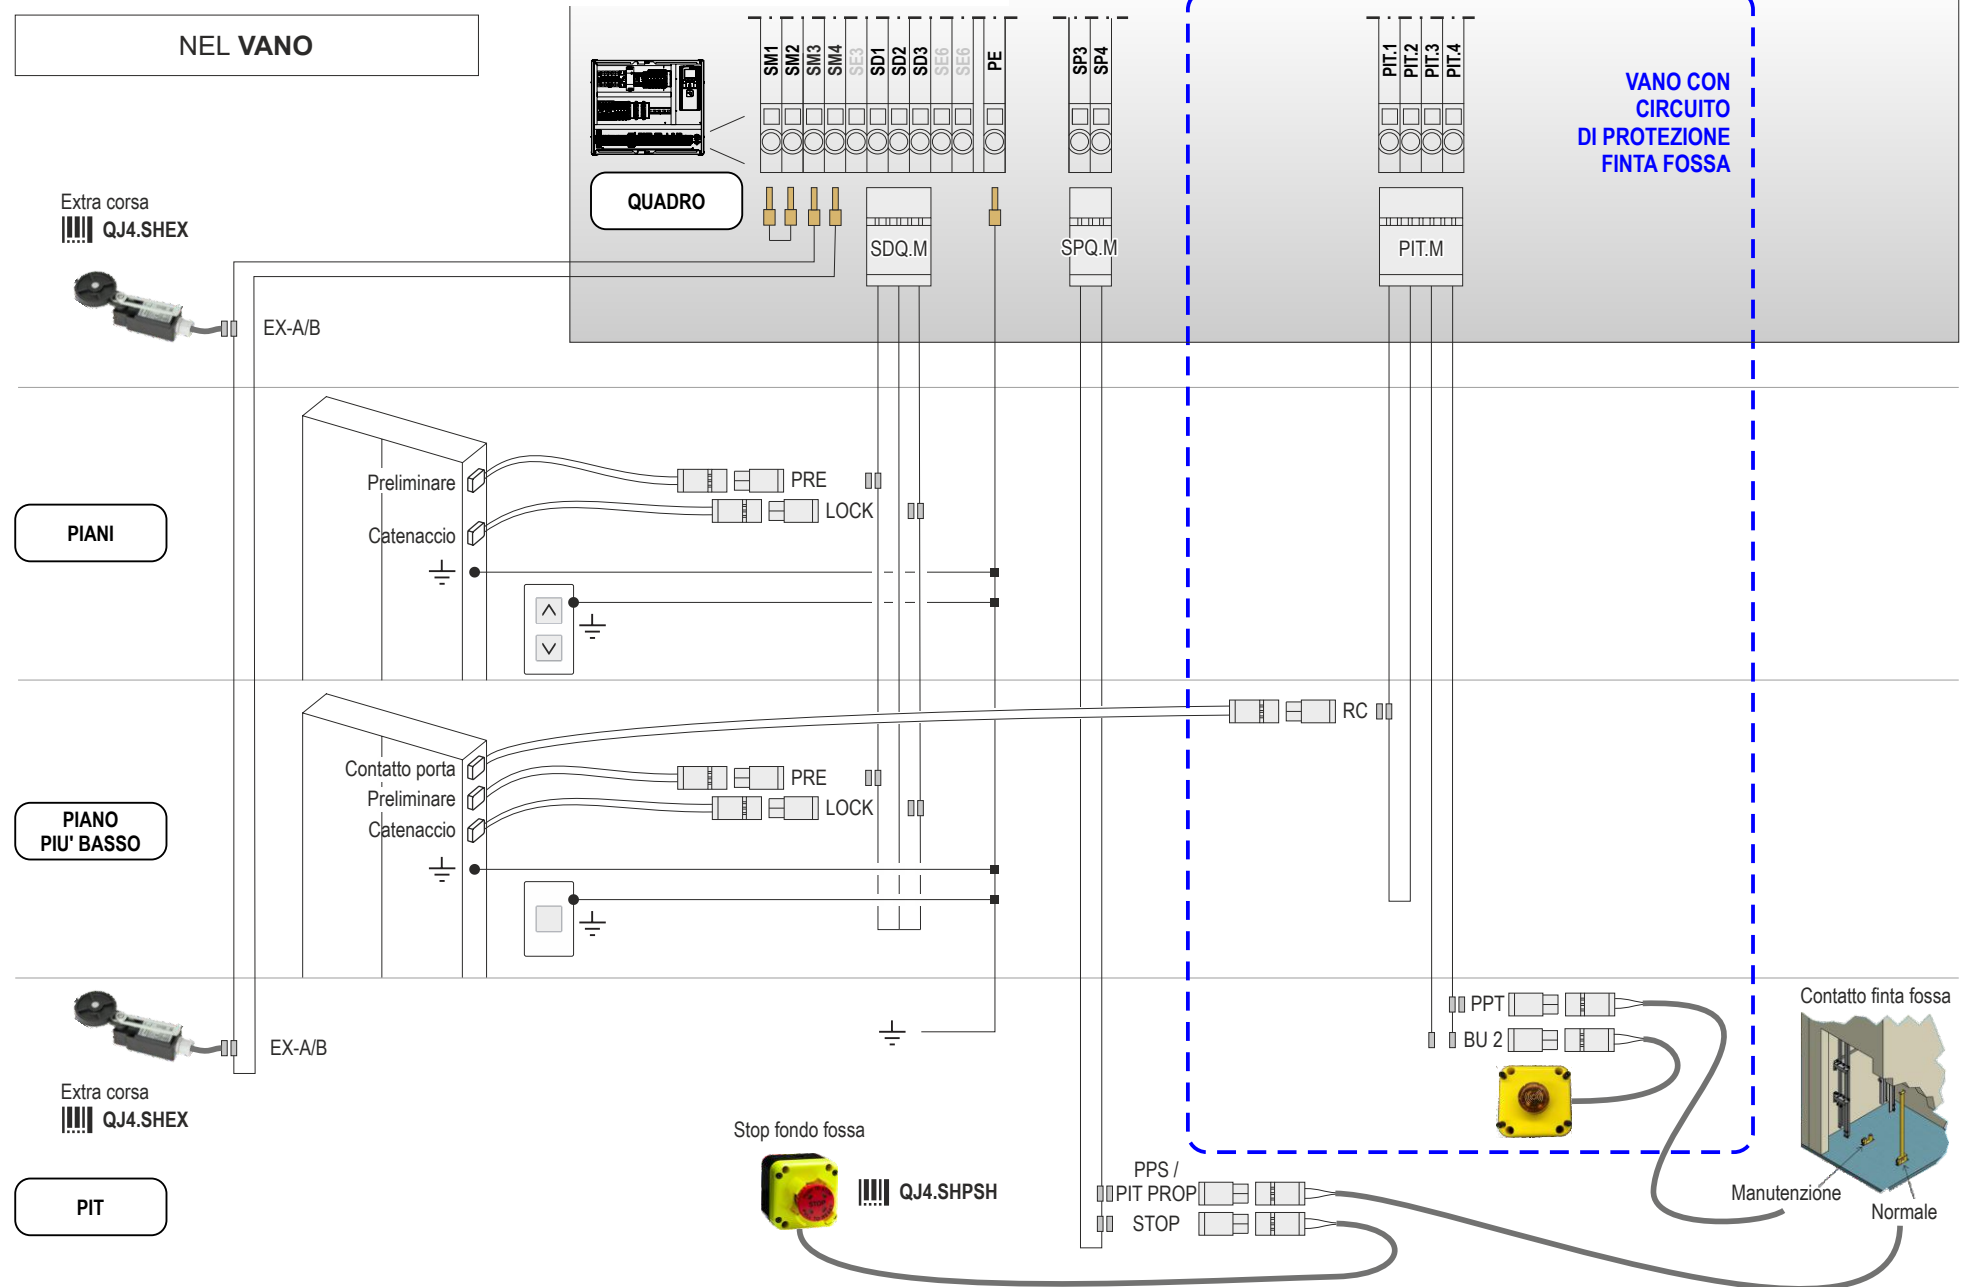 NEL VANO
SM1
SM2
SM3
SM4
SE3
SD1
SD2
SD3
SE6
SE6
PE
SP3
SP4
PIT.1
PIT.2
PIT.3
PIT.4
VANO CON
CIRCUITO
DI PROTEZIONE
FINTA FOSSA
QUADRO
Extra corsa
QJ4.SHEX
SDQ.M
SPQ.M
PIT.M
EX-A/B
Preliminare
PRE
LOCK
Catenaccio
PIANI
RC
Contatto porta
PRE
Preliminare
LOCK
Catenaccio
PIANO
PIU' BASSO
PPT
BU 2
Contatto finta fossa
EX-A/B
Extra corsa
QJ4.SHEX
Stop fondo fossa
STOP
QJ4.SHPSH
PPS /
PIT PROP
STOP
Manutenzione
Normale
PIT